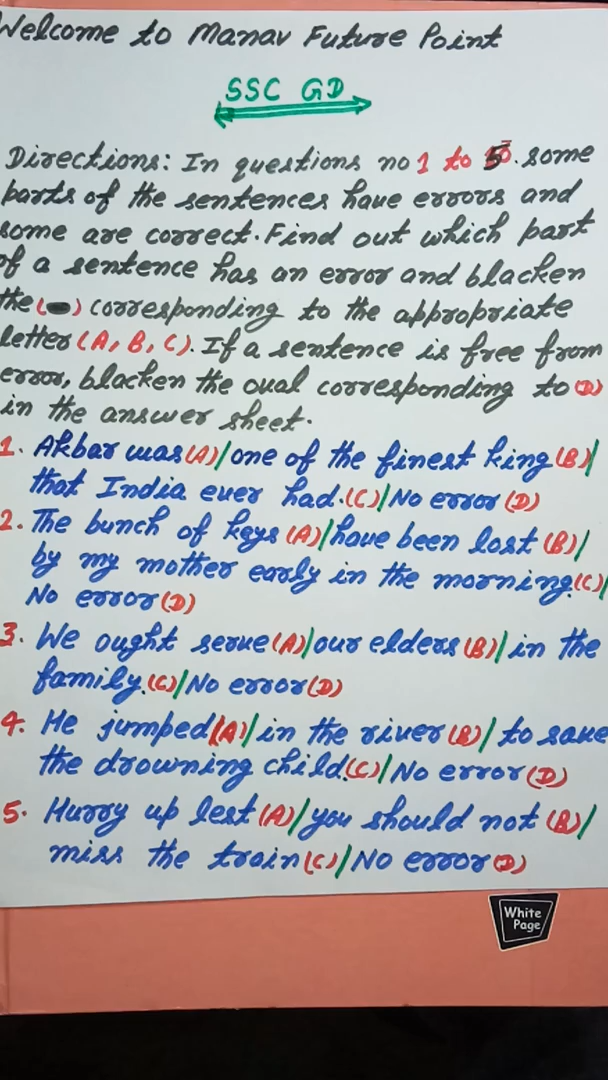 Welcome to Manav Future Point
SSC GD
Directions: In questions no 1 to 5. some
parts of the sentences have errors and
some are correct. Find out which part
of a sentence has an error and blacken
the ( ) corresponding to the appropriate
letter (A, B, C). If a sentence is free from
error, blacken the oval corresponding to (D)
in the answer sheet.
1. Akbar was (A)/one of the finest king (B)/
that India ever had.(C)/No error (D)
2. The bunch of keys (A)/have been lost (B)/
by my mother early in the morning.(C)/
No error (D)
3. We ought serve (A)/our elders (B)/in the
family.(C)/No error (D)
4. He jumped (A)/in the river (B)/to save
the drowning child.(C)/No error (D)
5. Hurry up lest (A)/you should not (B)/
miss the train (C)/No error (D)
White
Page